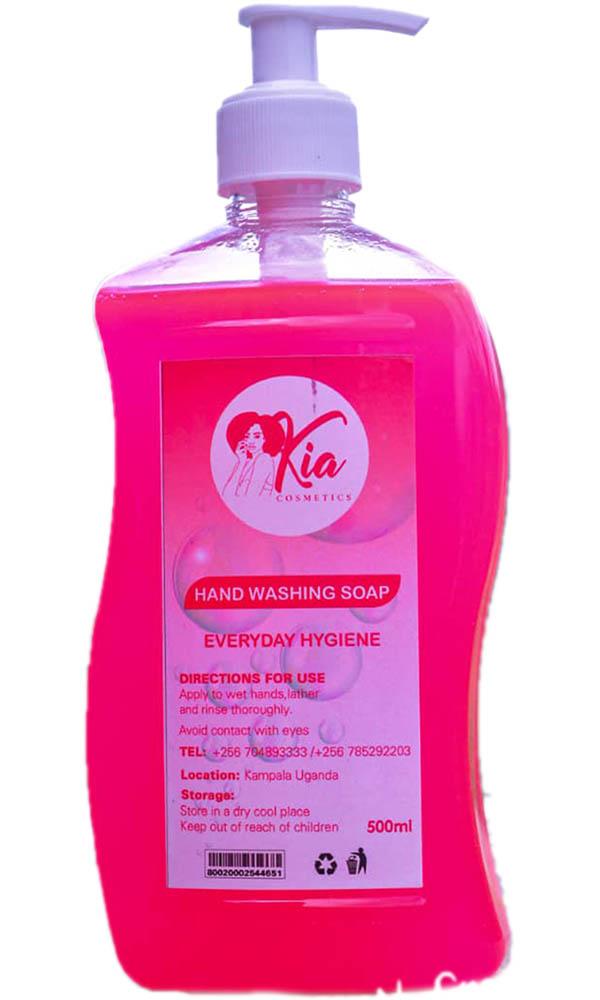 Kia
COSMETICS
HAND WASHING SOAP
EVERYDAY HYGIENE
DIRECTIONS FOR USE
Apply to wet hands,lather
and rinse thoroughly.
Avoid contact with eyes
TEL: +256 704893333 /+256 785292203
Location: Kampala Uganda
Storage:
Store in a dry cool place
Keep out of reach of children 500ml
80020002544651